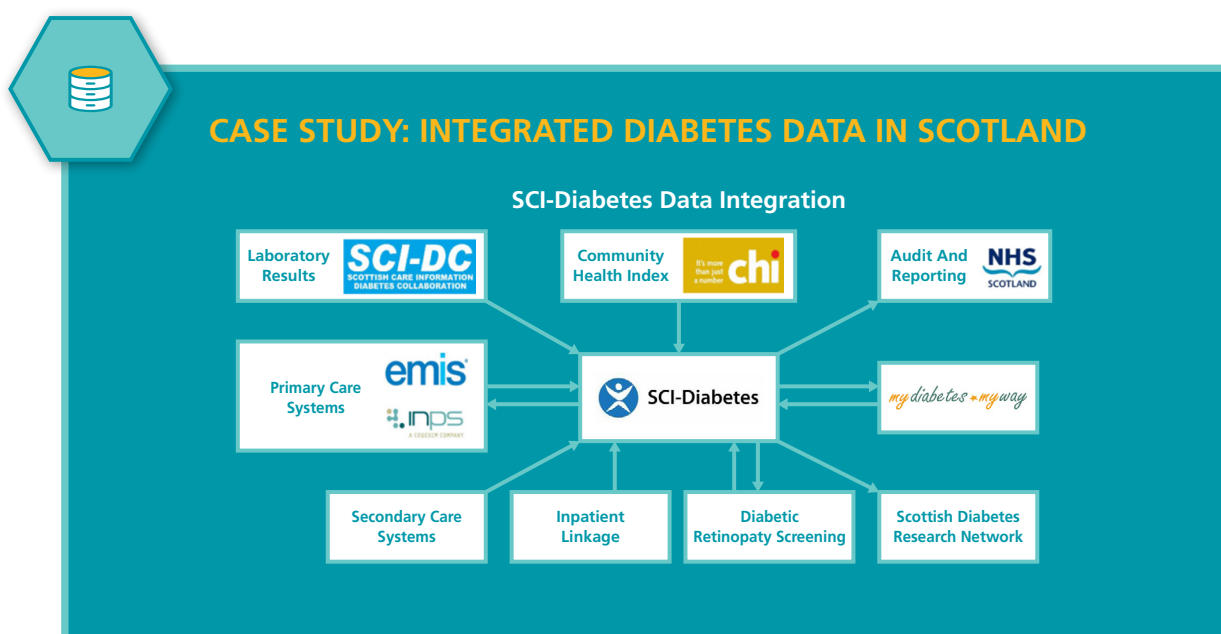 CASE STUDY: INTEGRATED DIABETES DATA IN SCOTLAND
SCI-Diabetes Data Integration
Laboratory
Results
SCI-DC
SCOTTISH CARE INFORMATION
DIABETES COLLABORATION
Community
Health Index
It's more
than just
a number
chi
Audit And
Reporting
NHS
SCOTLAND
Primary Care
Systems
emis
INPS
A CEGEDIM COMPANY
SCI-Diabetes
my diabetes my way
Secondary Care
Systems
Inpatient
Linkage
Diabetic
Retinopaty Screening
Scottish Diabetes
Research Network